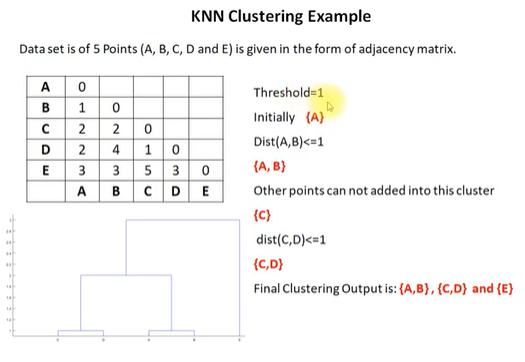 KNN Clustering Example
Data set is of 5 Points (A, B, C, D and E) is given in the form of adjacency matrix.
A 0
B 1 0
C 2 2 0
D 2 4 1 0
E 3 3 5 3 0
A B C D E
Threshold=1
Initially {A}
Dist(A,B)<=1
{A, B}
Other points can not added into this cluster
{C}
dist(C,D)<=1
{C,D}
Final Clustering Output is: {A,B}, {C,D} and {E}